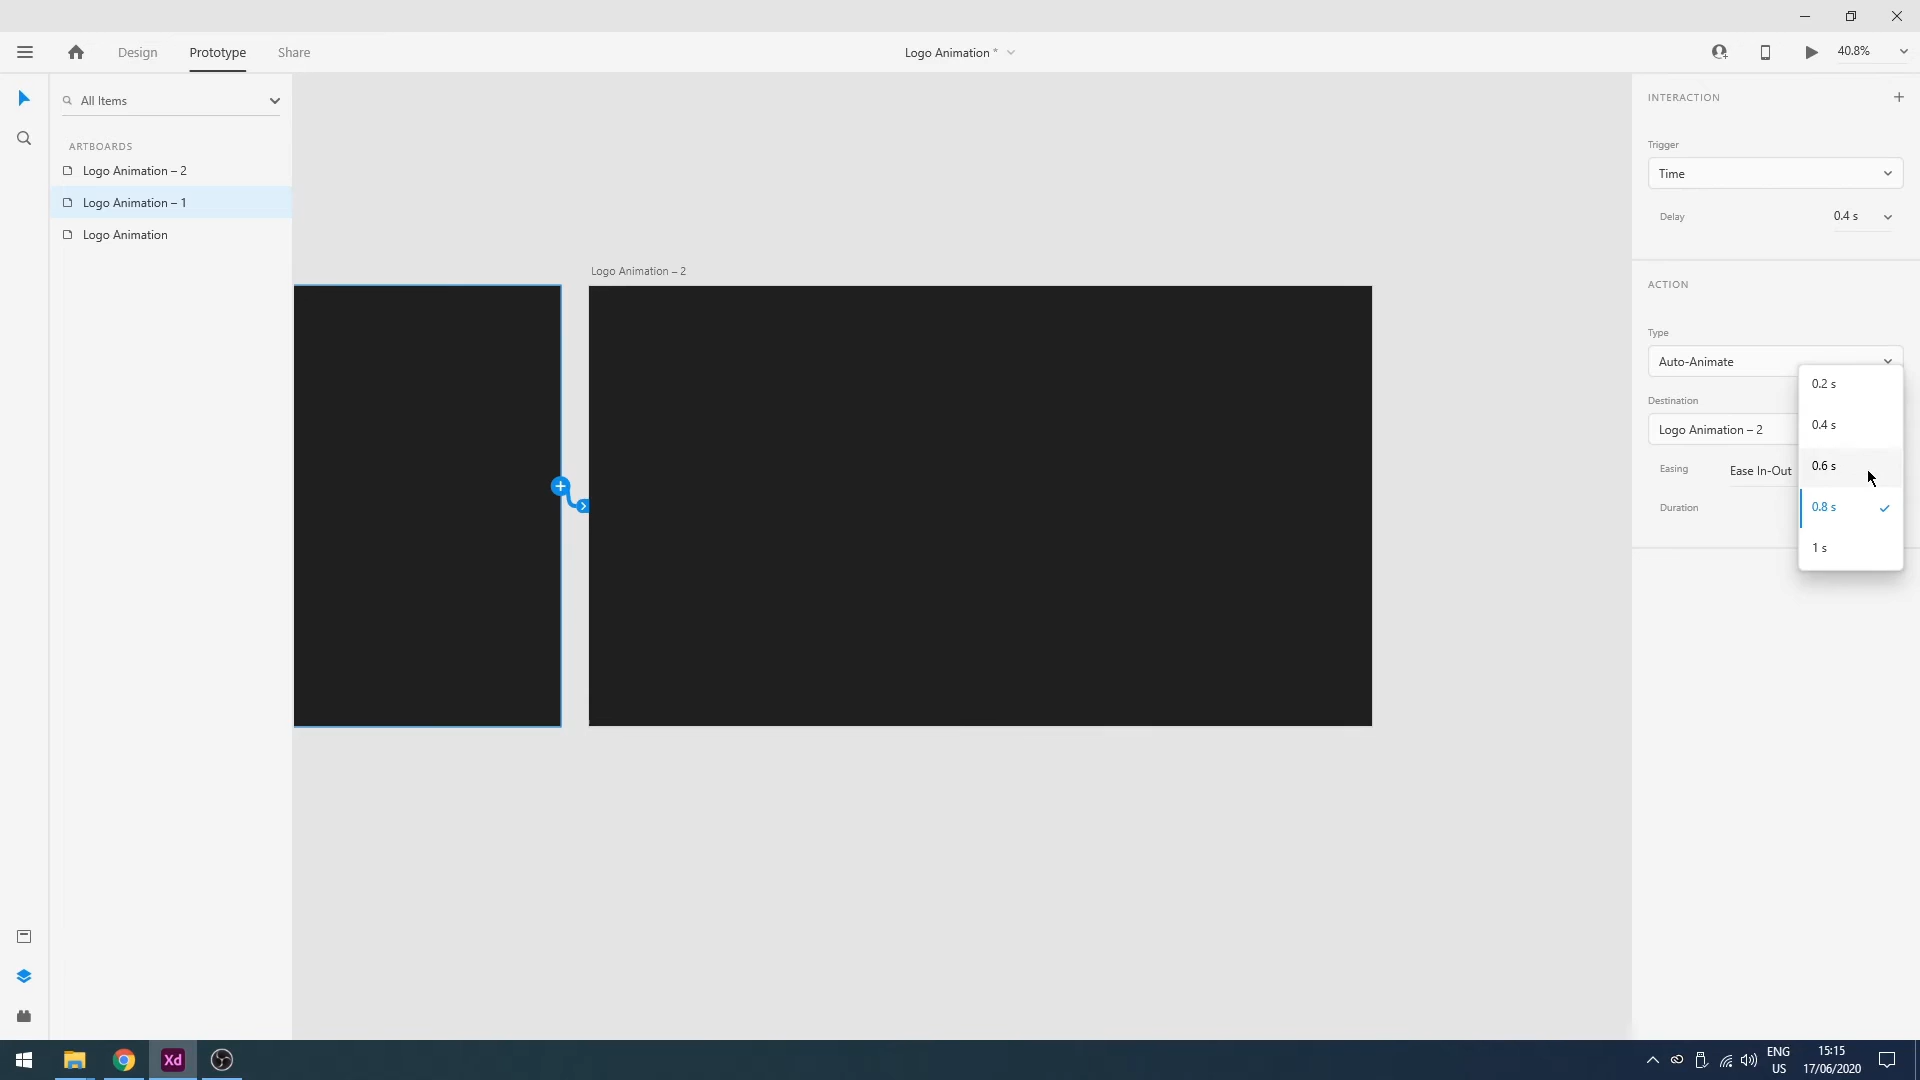 Design
Prototype
Share
Logo Animation *
40.8%
All Items
ARTBOARDS
Logo Animation – 2
Logo Animation – 1
Logo Animation
Logo Animation – 2
INTERACTION
Trigger
Time
Delay
0.4 s
ACTION
Type
Auto-Animate
Destination
Logo Animation – 2
Easing
Ease In-Out
Duration
0.2 s
0.4 s
0.6 s
0.8 s
1 s
Xd
ENG
US
15:15
17/06/2020